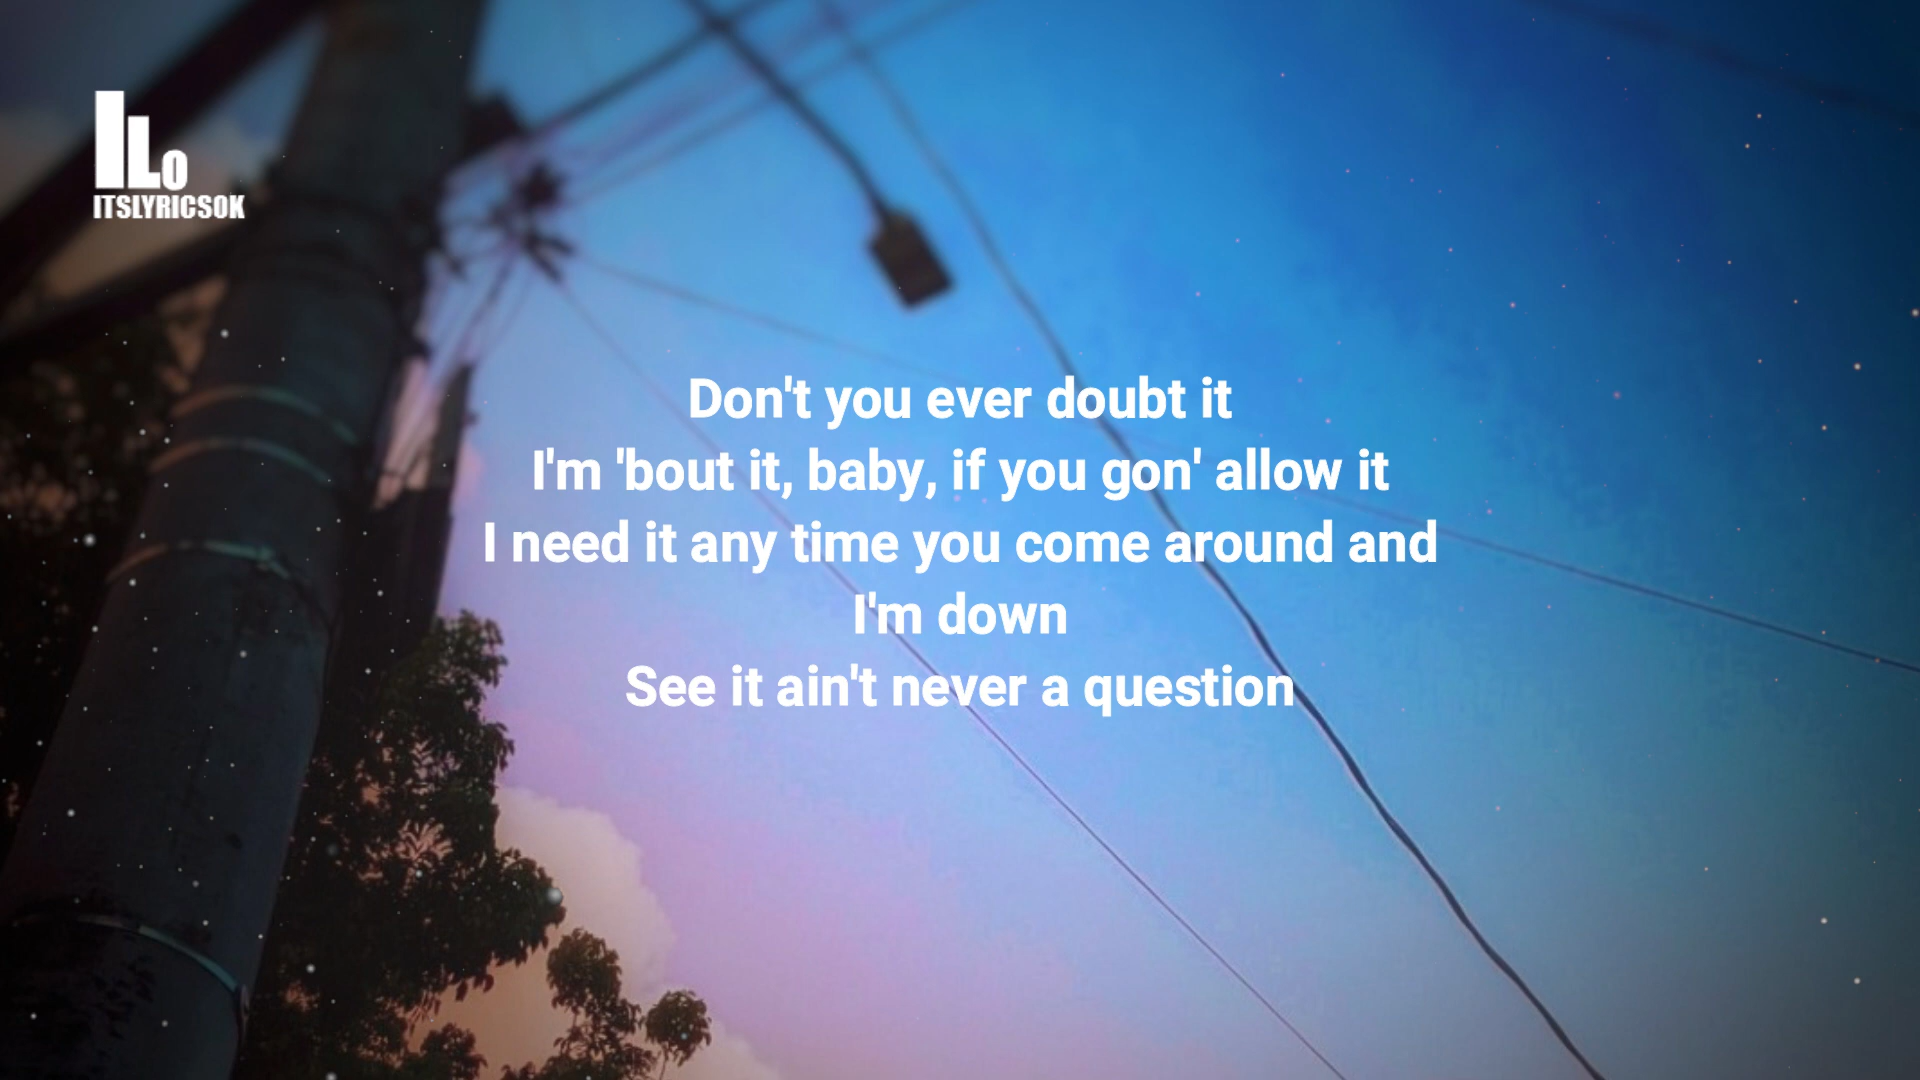 ILO
ITSLYRICSOK
Don't you ever doubt it
I'm 'bout it, baby, if you gon' allow it
I need it any time you come around and
I'm down
See it ain't never a question